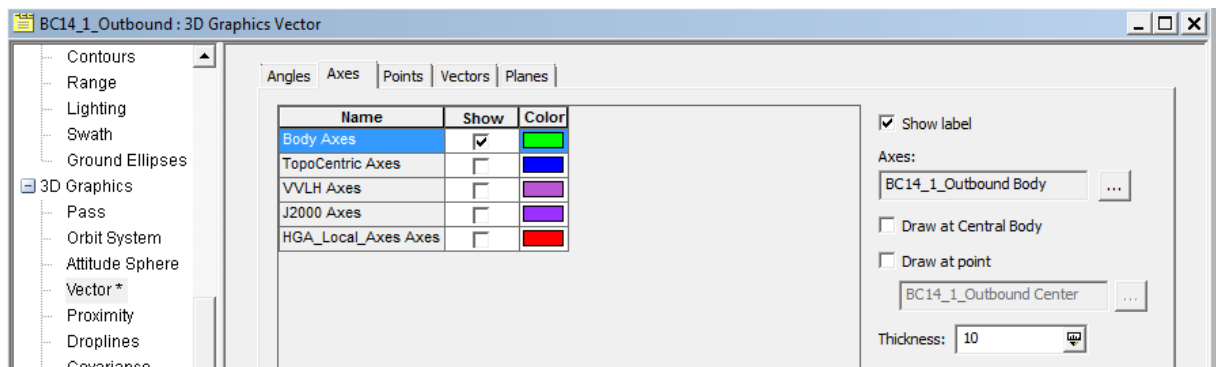 BC14_1_Outbound : 3D Graphics Vector
Contours
Range
Lighting
Swath
Ground Ellipses
3D Graphics
Pass
Orbit System
Attitude Sphere
Vector *
Proximity
Droplines
Covariance
Angles Axes Points Vectors Planes
Name Show Color
Body Axes
TopoCentric Axes
VVLH Axes
J2000 Axes
HGA_Local_Axes Axes
Show label
Axes:
BC14_1_Outbound Body ...
Draw at Central Body
Draw at point
BC14_1_Outbound Center ...
Thickness: 10